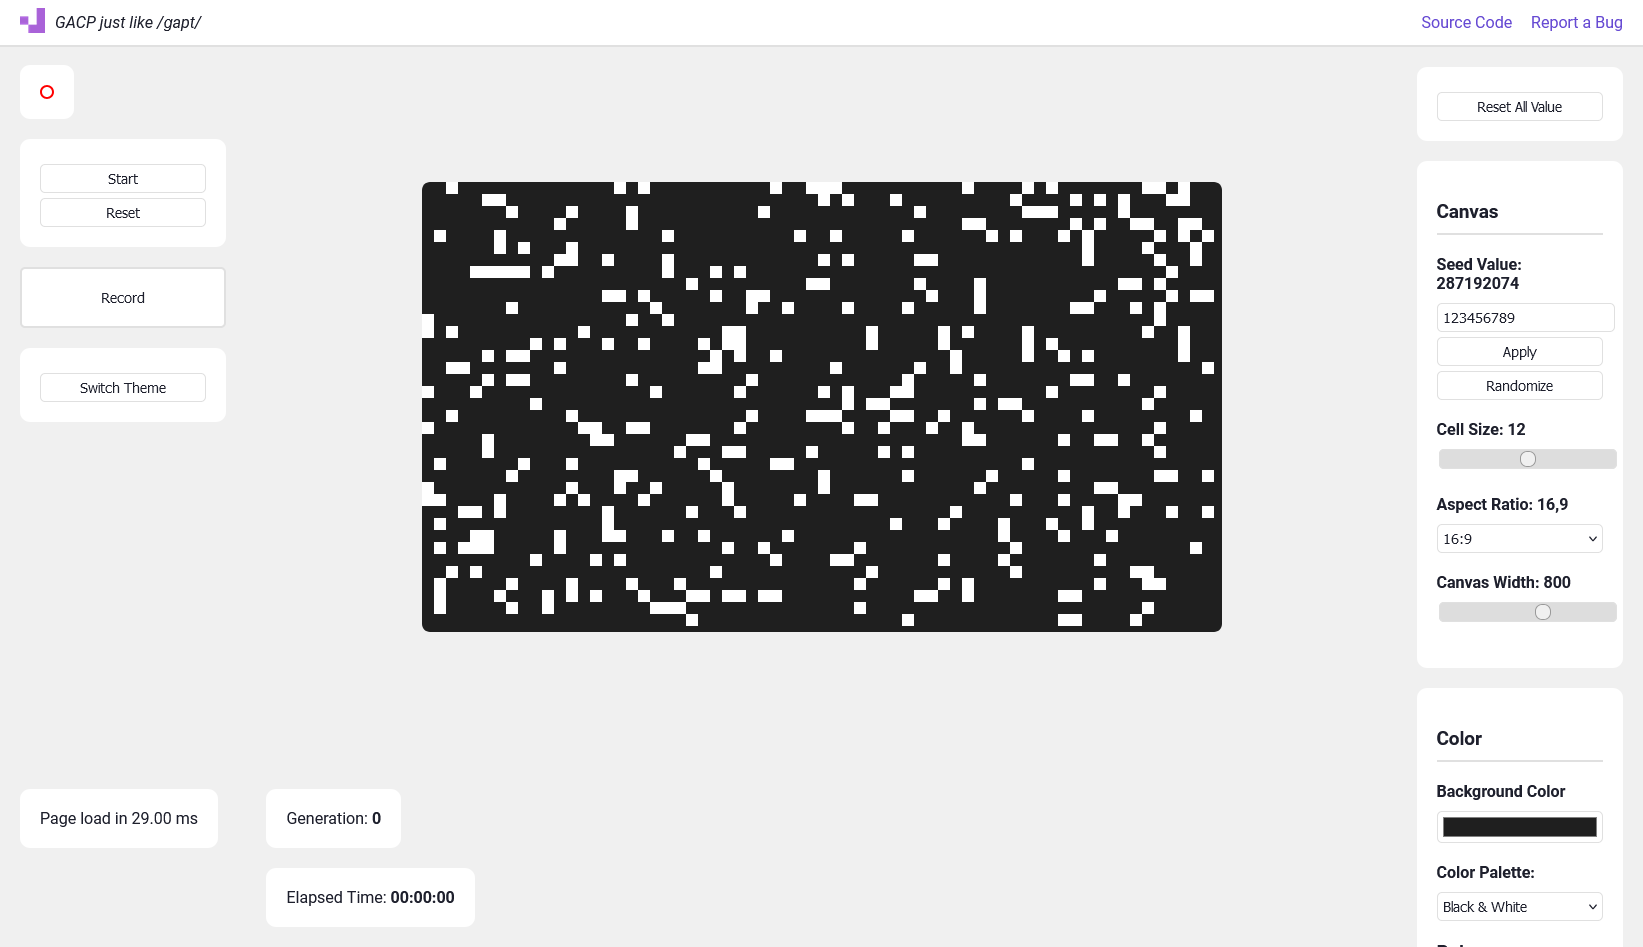 GACP just like /gapt/
Source Code
Report a Bug
Start
Reset
Record
Switch Theme
Page load in 29.00 ms
Generation: 0
Elapsed Time: 00:00:00
Reset All Value
Canvas
Seed Value:
287192074
123456789
Apply
Randomize
Cell Size: 12
Aspect Ratio: 16,9
16:9
Canvas Width: 800
Color
Background Color
Color Palette:
Black & White